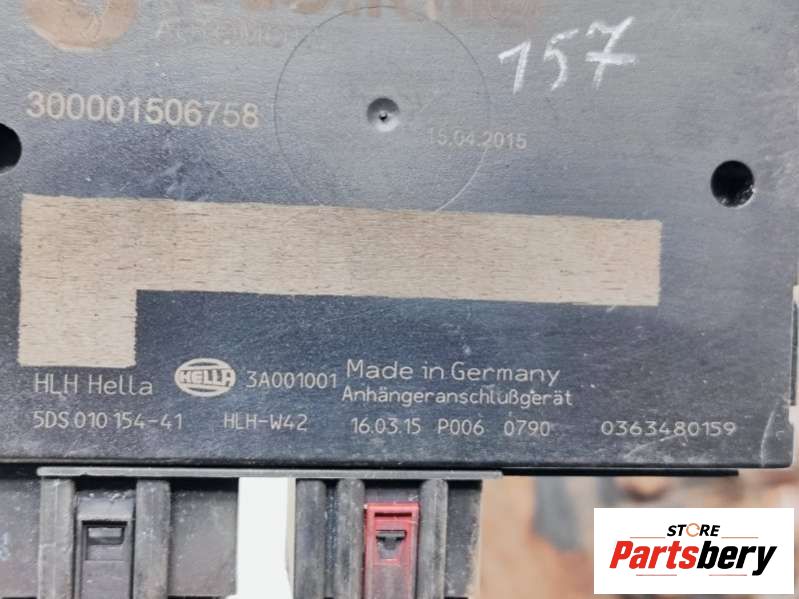 157
300001506758
15.04.2015
HLH Hella
HELLA
3A001001
Made in Germany
Anhängeranschlußgerät
5DS 010 154-41
HLH-W42
16.03.15 P006 0790
0363480159
STORE
Partsbery